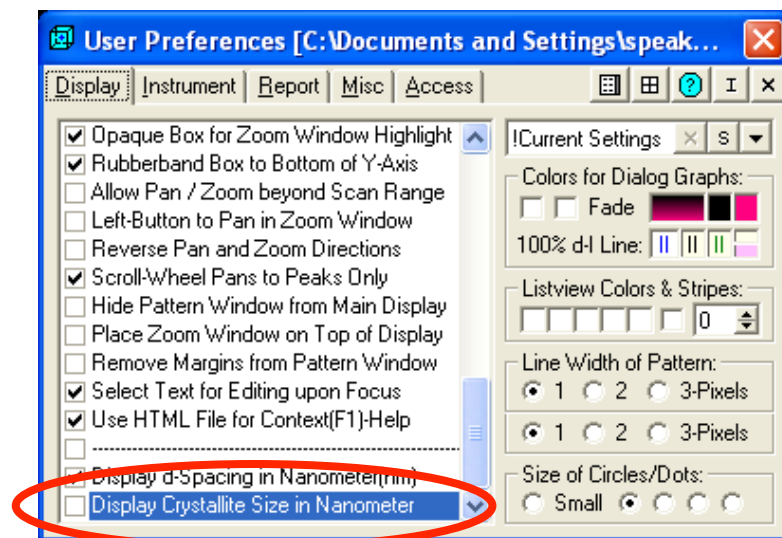 User Preferences [C:\Documents and Settings\speak...
Display Instrument Report Misc Access
I
Opaque Box for Zoom Window Highlight
Rubberband Box to Bottom of Y-Axis
Allow Pan / Zoom beyond Scan Range
Left-Button to Pan in Zoom Window
Reverse Pan and Zoom Directions
Scroll-Wheel Pans to Peaks Only
Hide Pattern Window from Main Display
Place Zoom Window on Top of Display
Remove Margins from Pattern Window
Select Text for Editing upon Focus
Use HTML File for Context(F1)-Help
--------------------------------------------------
Display d-Spacing in Nanometer(nm)
Display Crystallite Size in Nanometer
!Current Settings S
Colors for Dialog Graphs:
Fade
100% d-I Line:
Listview Colors & Stripes:
0
Line Width of Pattern:
1 2 3-Pixels
1 2 3-Pixels
Size of Circles/Dots:
Small